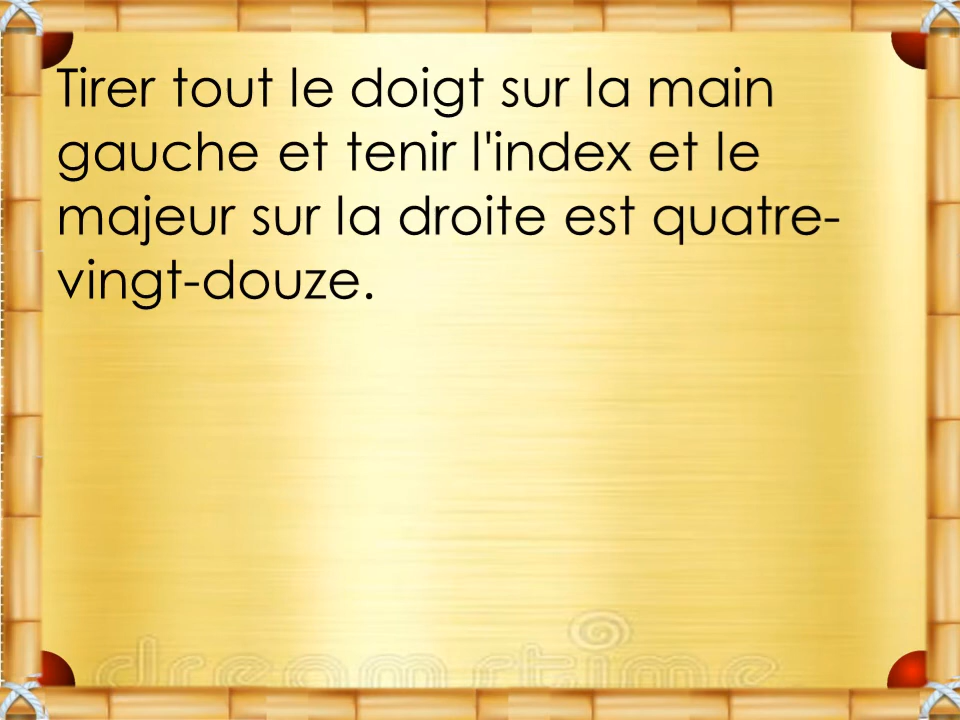 Tirer tout le doigt sur la main
gauche et tenir l'index et le
majeur sur la droite est quatre-
vingt-douze.
dreamstime